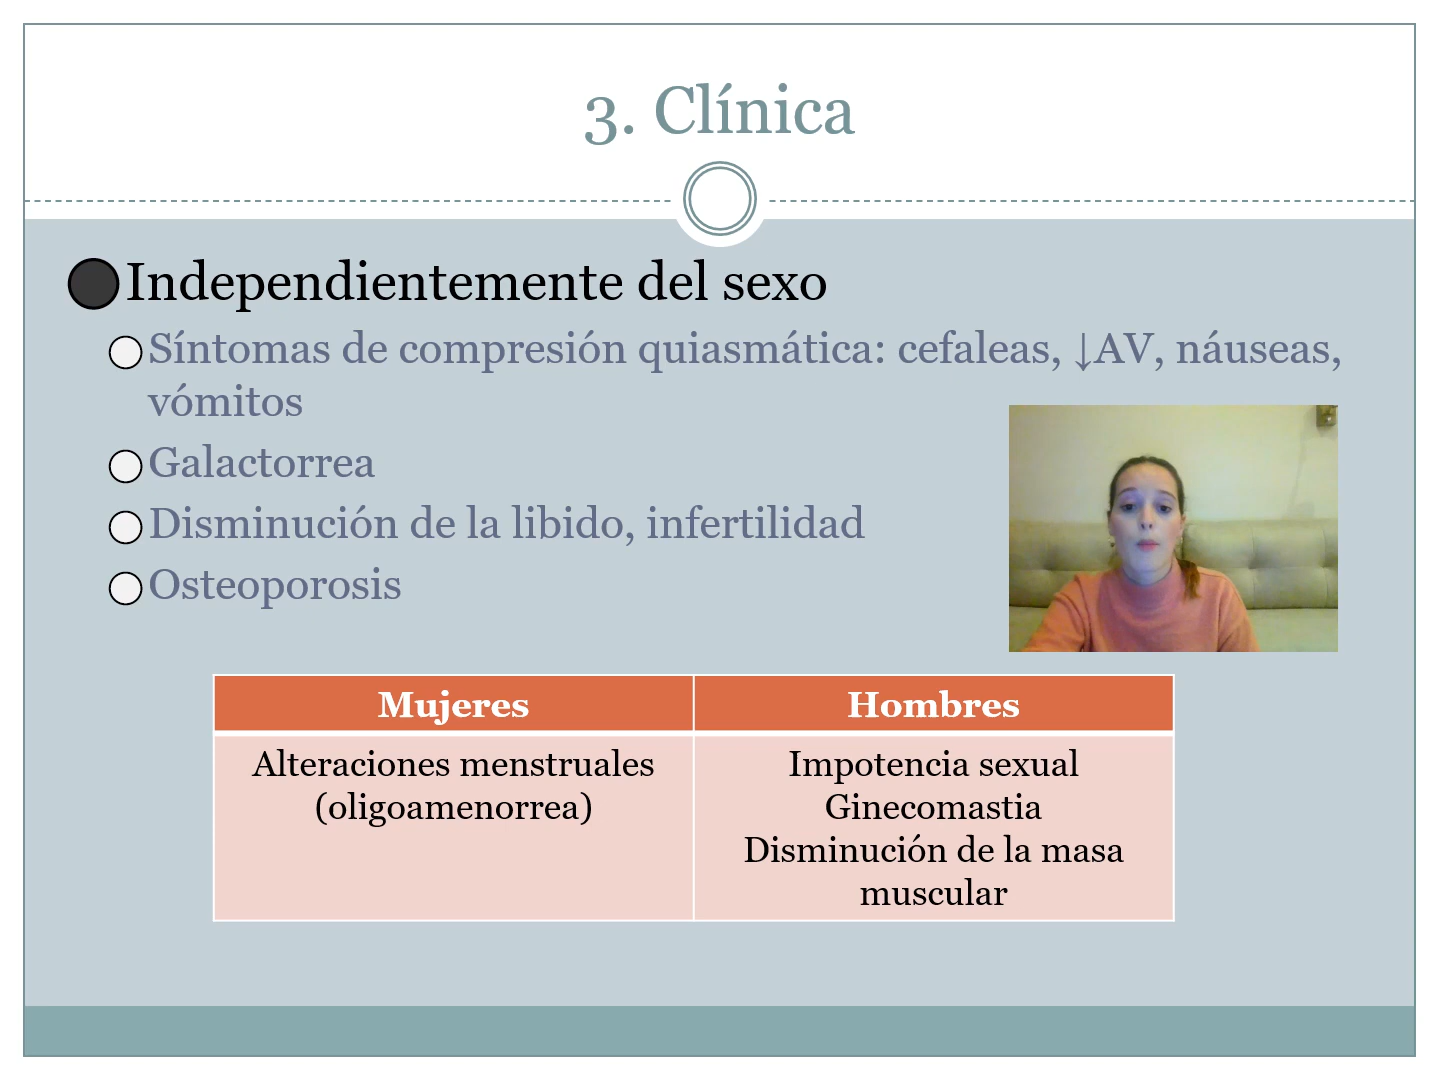 3. Clínica
Independientemente del sexo
Síntomas de compresión quiasmática: cefaleas, ↓AV, náuseas,
vómitos
Galactorrea
Disminución de la libido, infertilidad
Osteoporosis
Mujeres
Hombres
Alteraciones menstruales
(oligoamenorrea)
Impotencia sexual
Ginecomastia
Disminución de la masa
muscular